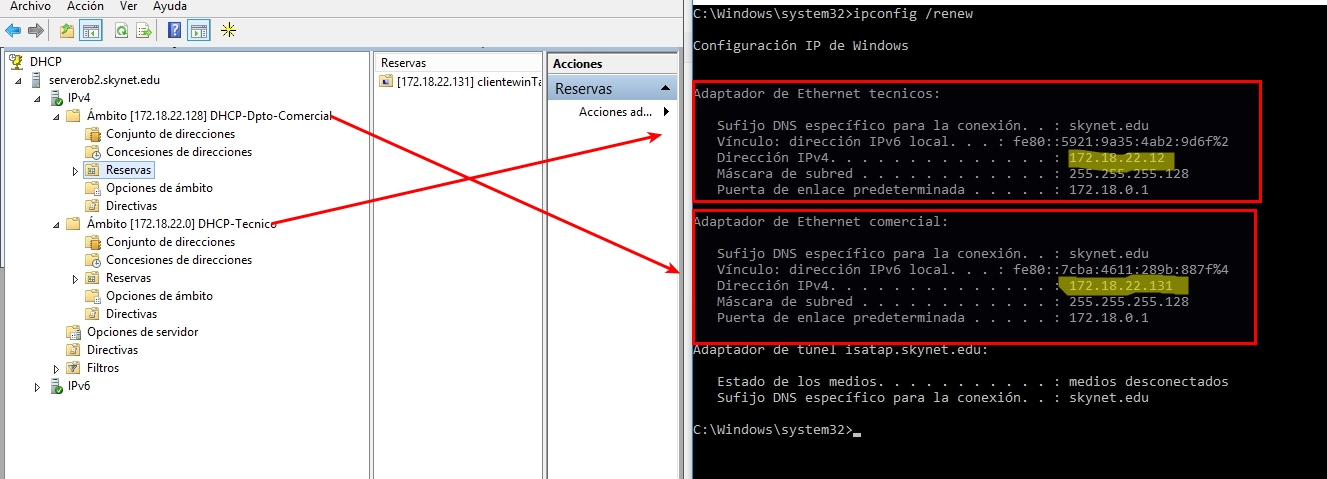 Archivo Acción Ver Ayuda
DHCP
serverob2.skynet.edu
IPv4
Ámbito [172.18.22.128] DHCP-Dpto-Comercial
Conjunto de direcciones
Concesiones de direcciones
Reservas
Opciones de ámbito
Directivas
Ámbito [172.18.22.0] DHCP-Tecnico
Conjunto de direcciones
Concesiones de direcciones
Reservas
Opciones de ámbito
Directivas
Opciones de servidor
Directivas
Filtros
IPv6
Reservas
[172.18.22.131] clientewinTa
Acciones
Reservas
Acciones ad...
C:\Windows\system32>ipconfig /renew
Configuración IP de Windows
Adaptador de Ethernet tecnicos:
Sufijo DNS específico para la conexión. . : skynet.edu
Vínculo: dirección IPv6 local. . . : fe80::5921:9a35:4ab2:9d6f%2
Dirección IPv4. . . . . . . . . . . . . . : 172.18.22.12
Máscara de subred . . . . . . . . . . . . : 255.255.255.128
Puerta de enlace predeterminada . . . . . : 172.18.0.1
Adaptador de Ethernet comercial:
Sufijo DNS específico para la conexión. . : skynet.edu
Vínculo: dirección IPv6 local. . . : fe80::7cba:4611:289b:887f%4
Dirección IPv4. . . . . . . . . . . . . . : 172.18.22.131
Máscara de subred . . . . . . . . . . . . : 255.255.255.128
Puerta de enlace predeterminada . . . . . : 172.18.0.1
Adaptador de túnel isatap.skynet.edu:
Estado de los medios. . . . . . . . . . . : medios desconectados
Sufijo DNS específico para la conexión. . : skynet.edu
C:\Windows\system32>_